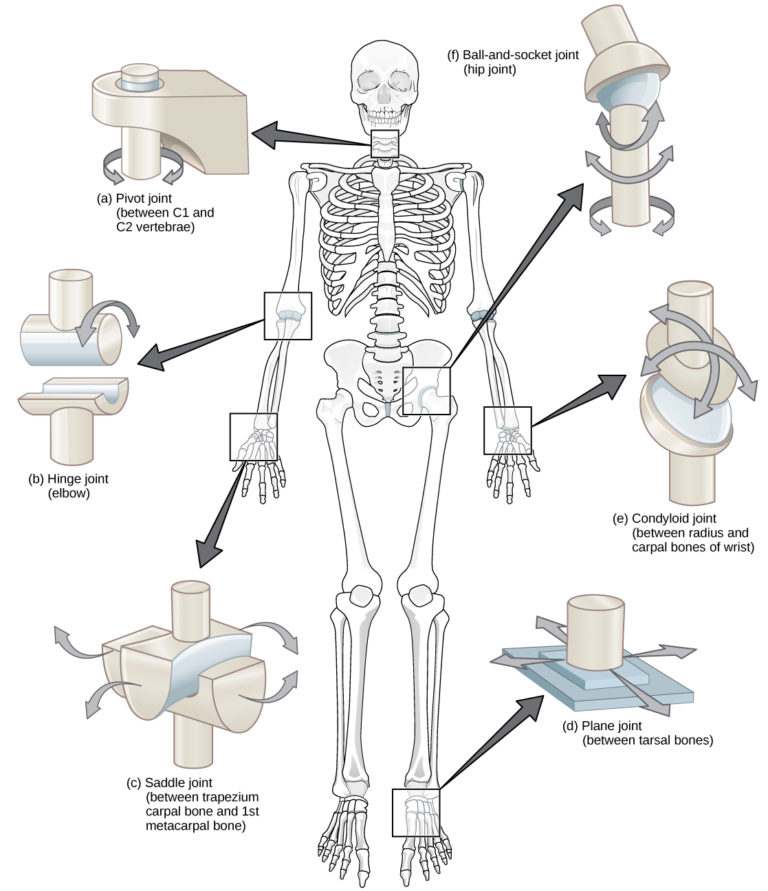 (f) Ball-and-socket joint
(hip joint)
(a) Pivot joint
(between C1 and
C2 vertebrae)
(b) Hinge joint
(elbow)
(e) Condyloid joint
(between radius and
carpal bones of wrist)
(d) Plane joint
(between tarsal bones)
(c) Saddle joint
(between trapezium
carpal bone and 1st
metacarpal bone)